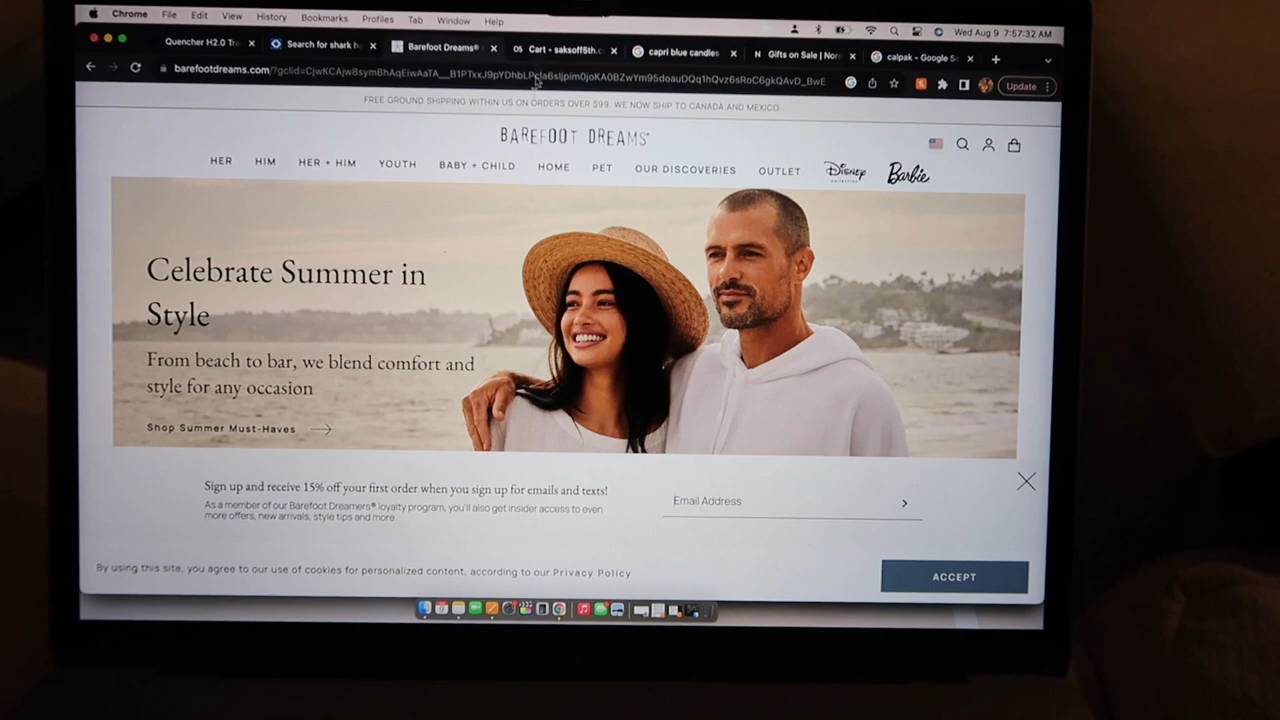 Chrome File Edit View History Bookmarks Profiles Tab Window Help
Wed Aug 9 7:57:32 AM
Quencher H2.0 Tr
Search for shark h
Barefoot Dreams®
Cart - saksoff5th.c
capri blue candles
Gifts on Sale | Nor
calpak - Google S
barefootdreams.com
Update
FREE GROUND SHIPPING WITHIN US ON ORDERS OVER $99. WE NOW SHIP TO CANADA AND MEXICO.
BAREFOOT DREAMS®
HER HIM HER + HIM YOUTH BABY + CHILD HOME PET OUR DISCOVERIES OUTLET Disney Barbie
COLLECTION
Celebrate Summer in
Style
From beach to bar, we blend comfort and
style for any occasion
Shop Summer Must-Haves
Sign up and receive 15% off your first order when you sign up for emails and texts!
As a member of our Barefoot Dreamers® loyalty program, you'll also get insider access to even
more offers, new arrivals, style tips and more.
Email Address
By using this site, you agree to our use of cookies for personalized content, according to our Privacy Policy
ACCEPT